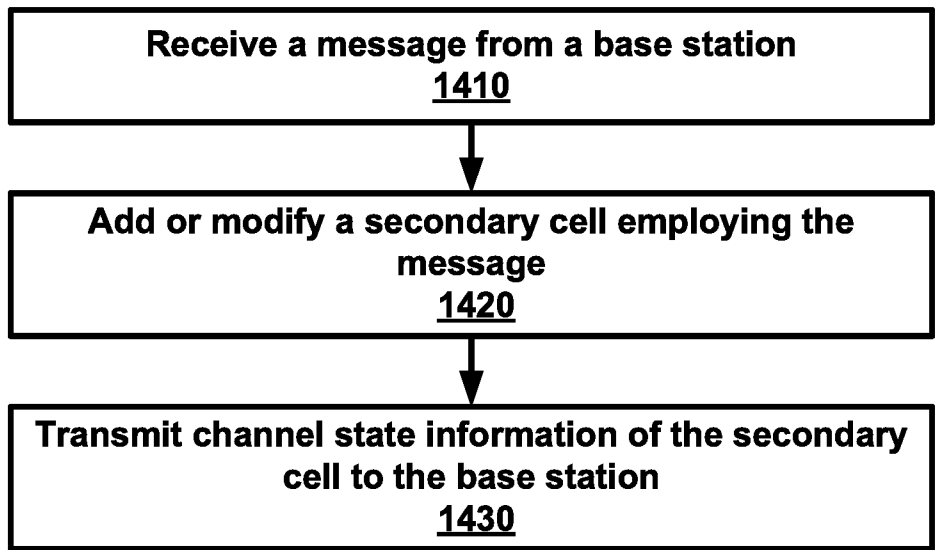 Receive a message from a base station
1410
Add or modify a secondary cell employing the
message
1420
Transmit channel state information of the secondary
cell to the base station
1430